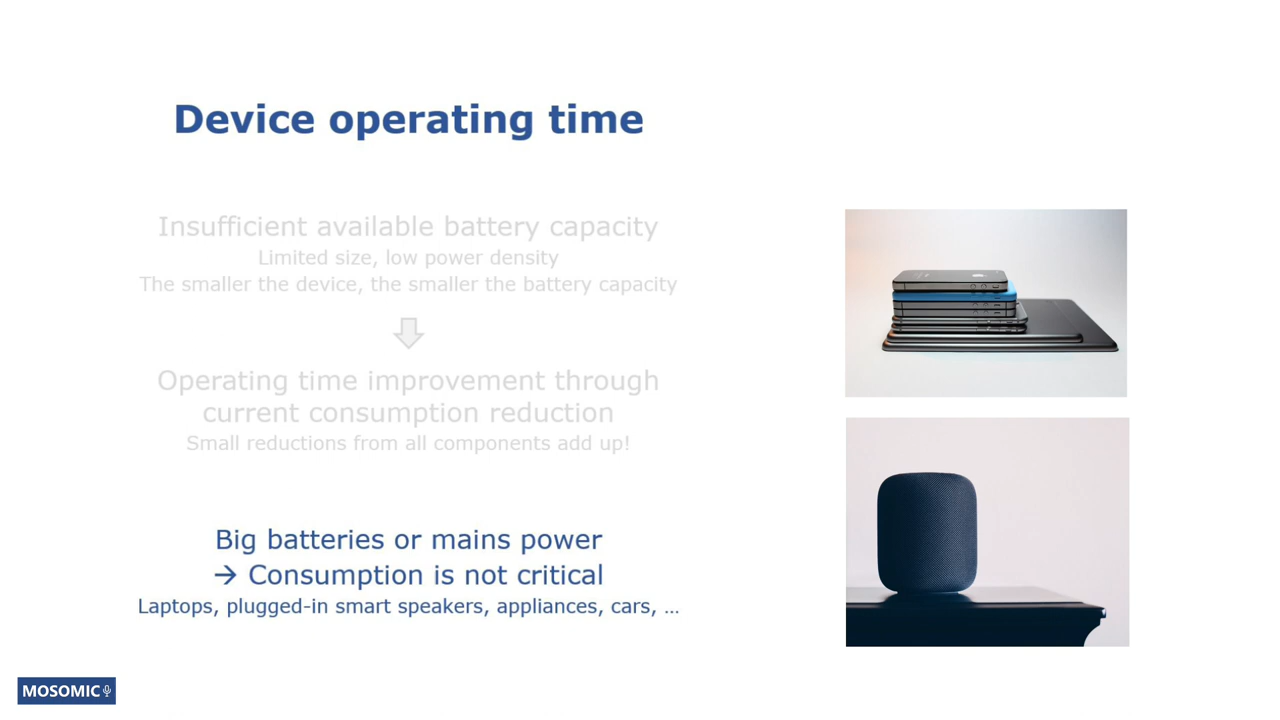 Device operating time
Insufficient available battery capacity
Limited size, low power density
The smaller the device, the smaller the battery capacity
Operating time improvement through
current consumption reduction
Small reductions from all components add up!
Big batteries or mains power
→ Consumption is not critical
Laptops, plugged-in smart speakers, appliances, cars, ...
MOSOMIC